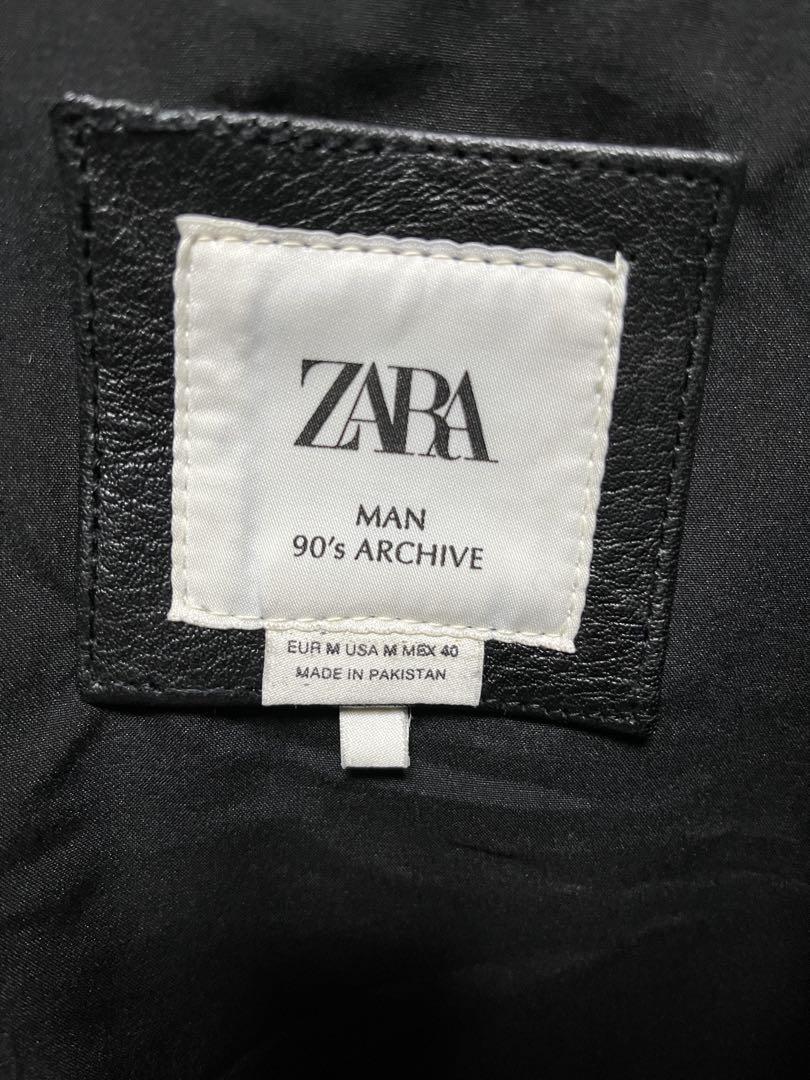 ZARA
MAN
90's ARCHIVE
EUR M USA M MEX 40
MADE IN PAKISTAN